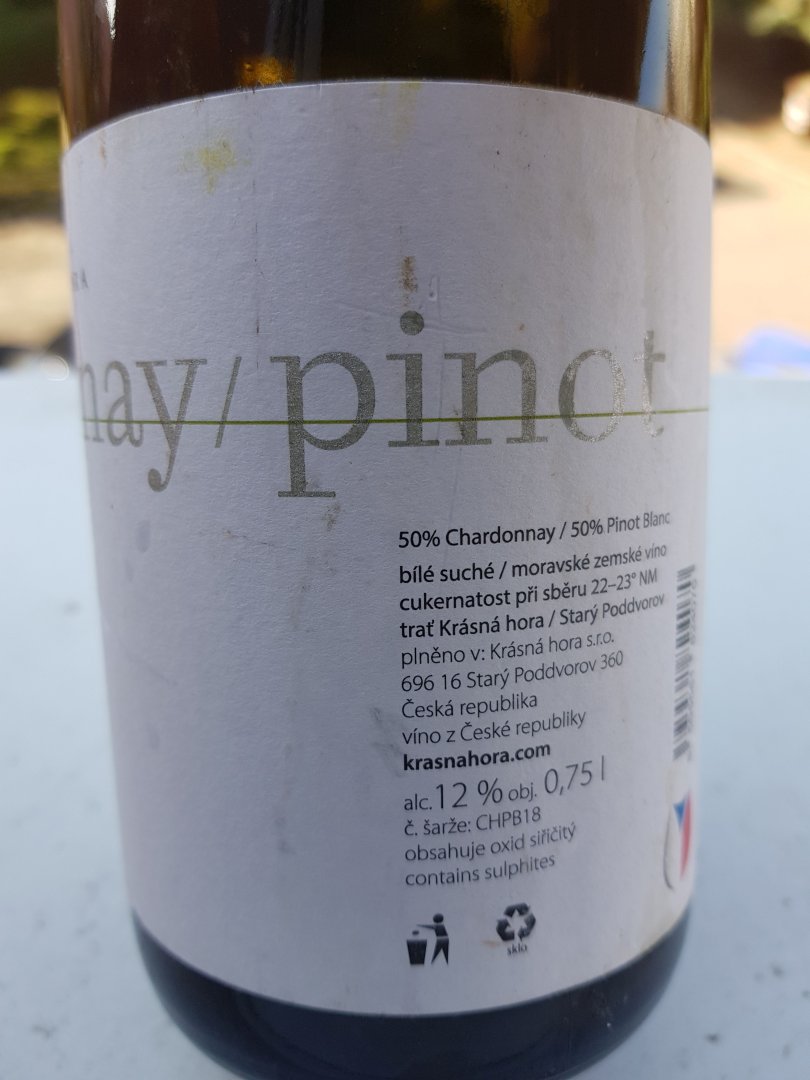 nay/pinot
50% Chardonnay / 50% Pinot Blanc
bílé suché / moravské zemské víno
cukernatost při sběru 22–23° NM
trať Krásná hora / Starý Poddvorov
plněno v: Krásná hora s.r.o.
696 16 Starý Poddvorov 360
Česká republika
víno z České republiky
krasnahora.com
alc.12 % obj. 0,75 l
č. šarže: CHPB18
obsahuje oxid siřičitý
contains sulphites
sklo